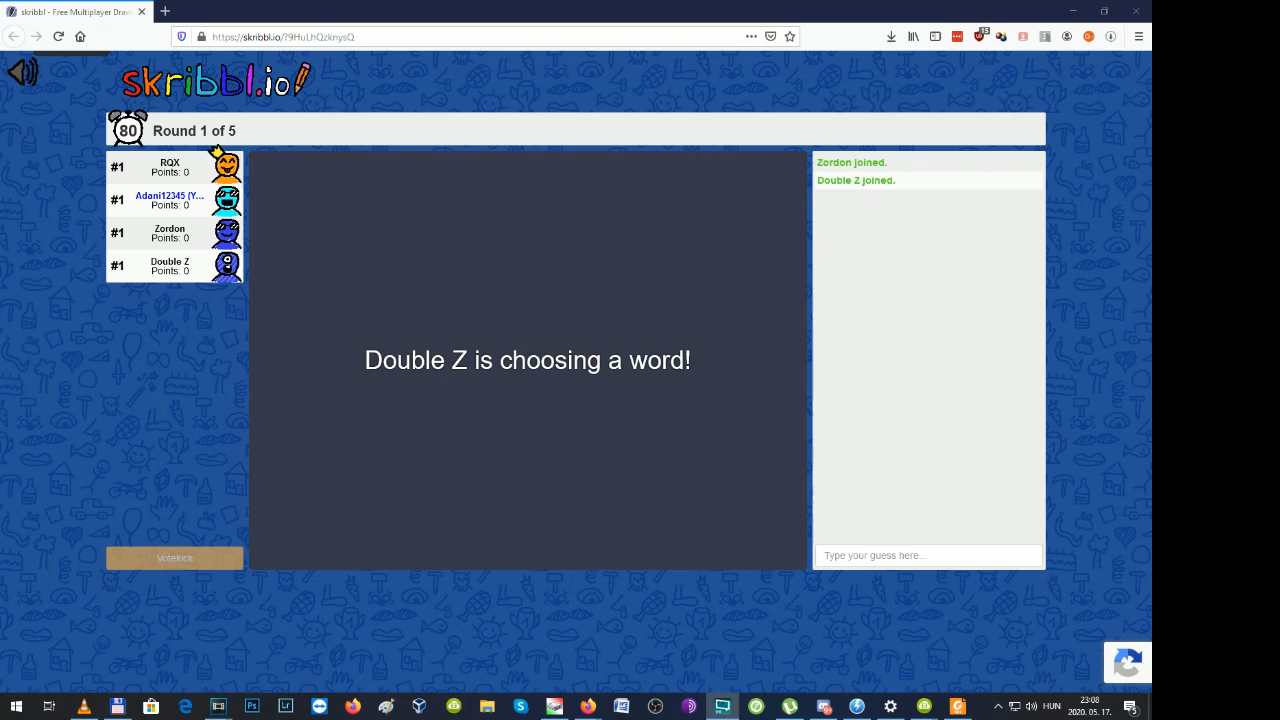 skribbl - Free Multiplayer Draw
https://skribbl.io/?9HuLhQzknysQ
15
skribbl.io
80
Round 1 of 5
#1
RQX
Points: 0
#1
Adani12345 (Y...
Points: 0
#1
Zordon
Points: 0
#1
Double Z
Points: 0
Double Z is choosing a word!
Zordon joined.
Double Z joined.
Type your guess here...
Votekick
HUN
23:08
2020. 05. 17.